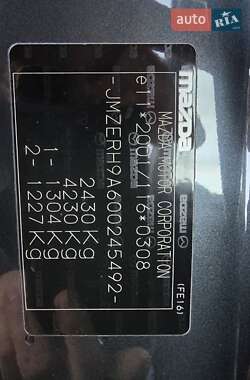 auto RIA
mazda
MAZDA MOTOR CORPORATION
e11*2001/116*0308
-JMZERH9A600245492-
2430 Kg
4230 Kg
1- 1304 Kg
2- 1227 Kg
(FE16)